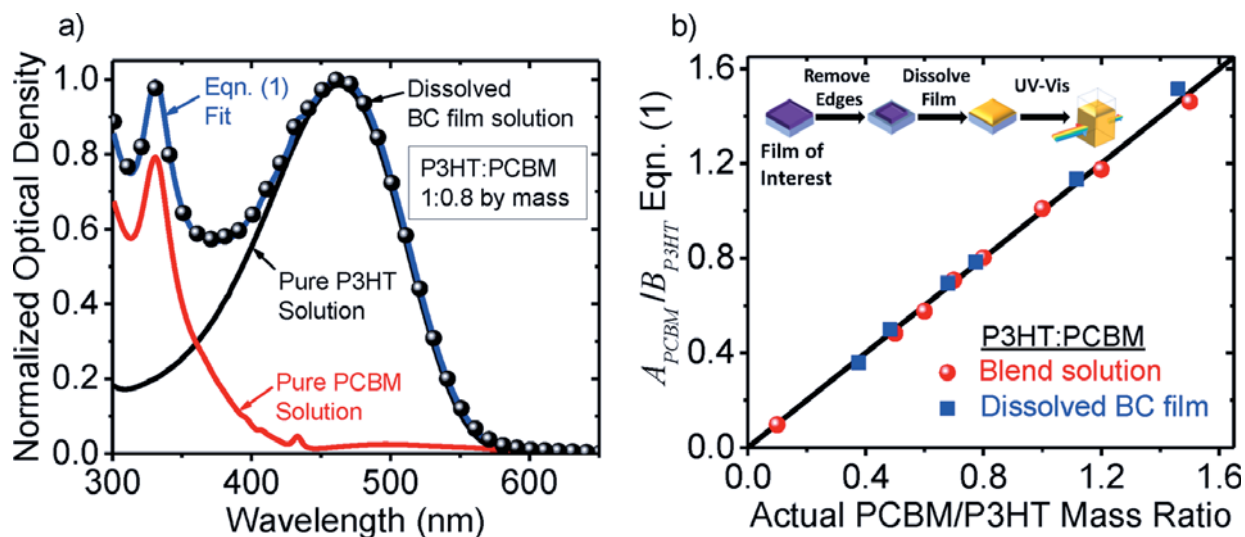 a)
Normalized Optical Density
1.0
0.8
0.6
0.4
0.2
0.0
Eqn. (1)
Fit
Dissolved
BC film solution
P3HT:PCBM
1:0.8 by mass
Pure P3HT
Solution
Pure PCBM
Solution
300 400 500 600
Wavelength (nm)
b)
A_PCBM/B_P3HT Eqn. (1)
1.6
1.2
0.8
0.4
0.0
Remove
Edges
Dissolve
Film
UV-Vis
Film of
Interest
P3HT:PCBM
Blend solution
Dissolved BC film
0.0 0.4 0.8 1.2 1.6
Actual PCBM/P3HT Mass Ratio